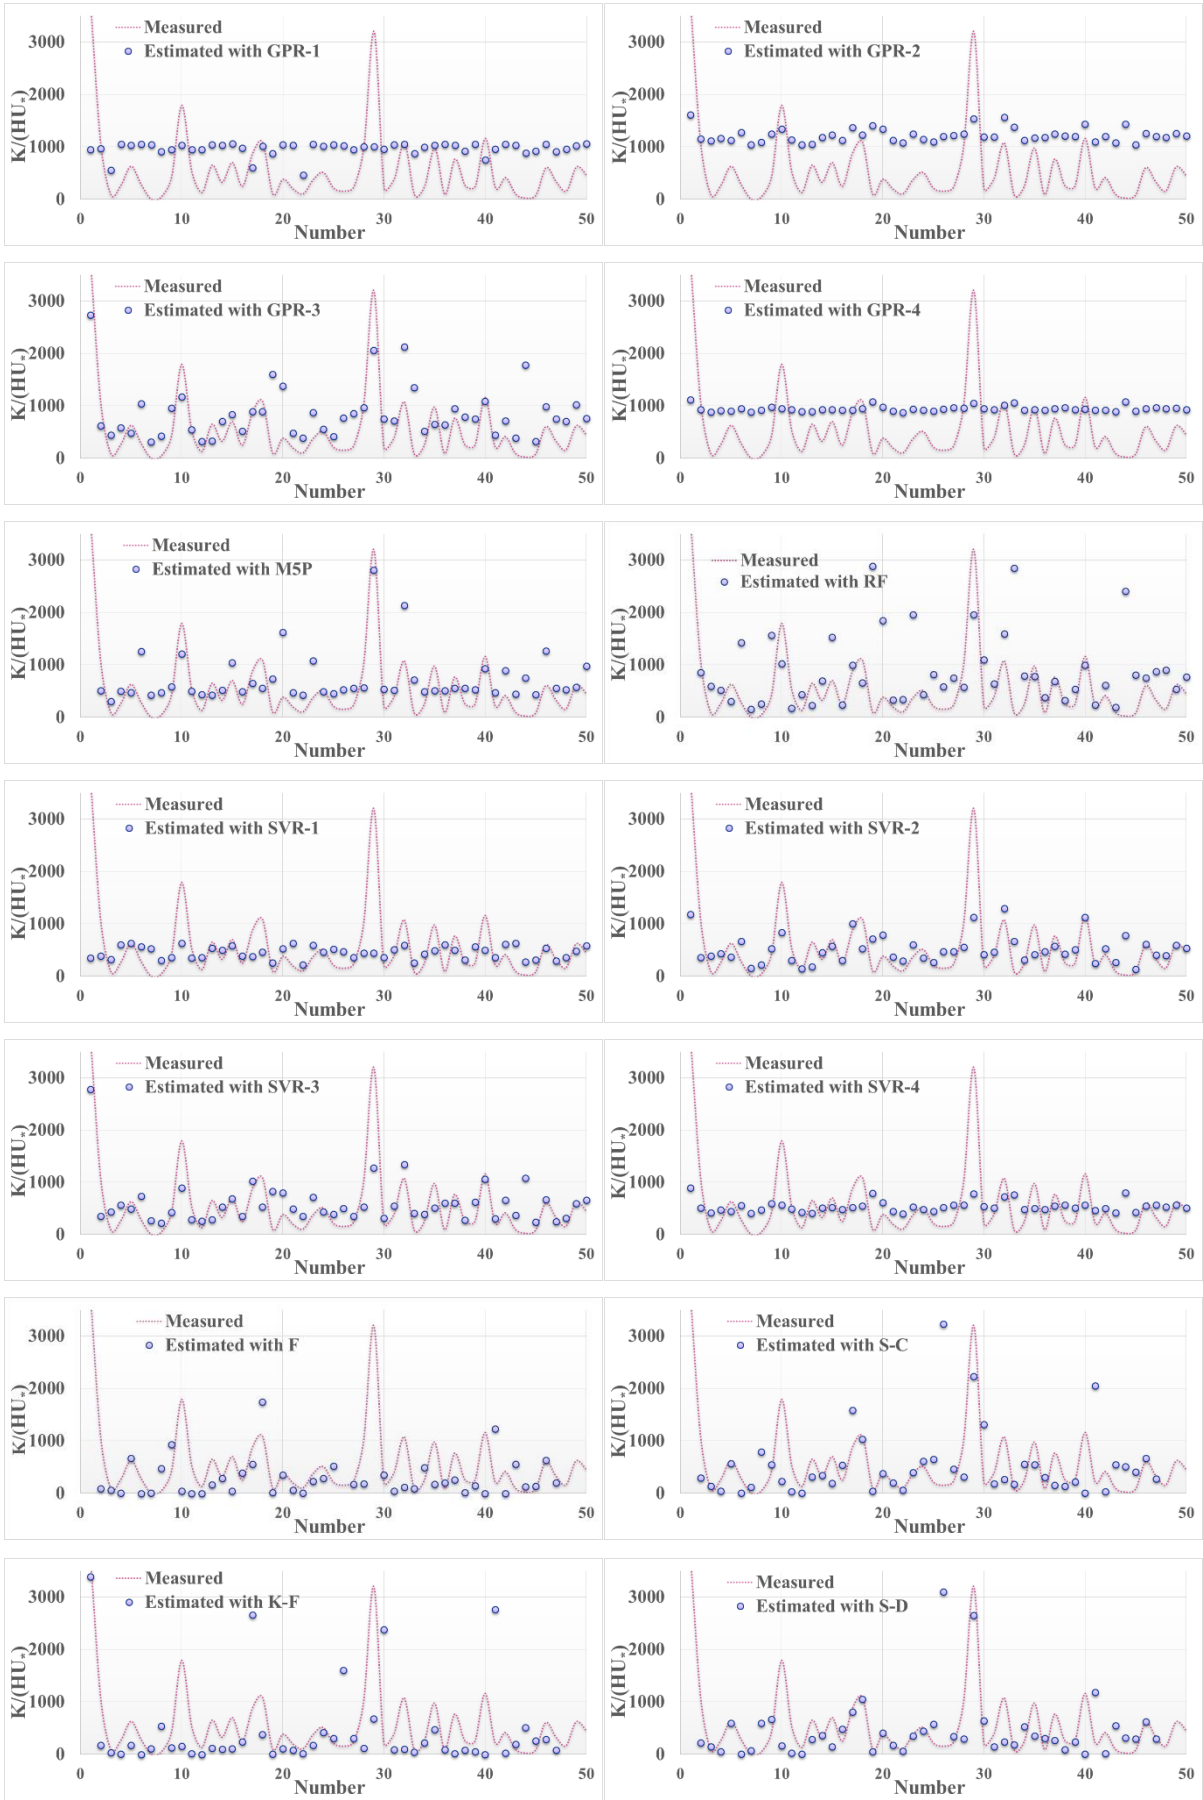 Measured
Estimated with GPR-1
3000
2000
1000
0
K/(HU*)
0 10 20 30 40 50
Number
Measured
Estimated with GPR-2
3000
2000
1000
0
K/(HU*)
0 10 20 30 40 50
Number
Measured
Estimated with GPR-3
3000
2000
1000
0
K/(HU*)
0 10 20 30 40 50
Number
Measured
Estimated with GPR-4
3000
2000
1000
0
K/(HU*)
0 10 20 30 40 50
Number
Measured
Estimated with M5P
3000
2000
1000
0
K/(HU*)
0 10 20 30 40 50
Number
Measured
Estimated with RF
3000
2000
1000
0
K/(HU*)
0 10 20 30 40 50
Number
Measured
Estimated with SVR-1
3000
2000
1000
0
K/(HU*)
0 10 20 30 40 50
Number
Measured
Estimated with SVR-2
3000
2000
1000
0
K/(HU*)
0 10 20 30 40 50
Number
Measured
Estimated with SVR-3
3000
2000
1000
0
K/(HU*)
0 10 20 30 40 50
Number
Measured
Estimated with SVR-4
3000
2000
1000
0
K/(HU*)
0 10 20 30 40 50
Number
Measured
Estimated with F
3000
2000
1000
0
K/(HU*)
0 10 20 30 40 50
Number
Measured
Estimated with S-C
3000
2000
1000
0
K/(HU*)
0 10 20 30 40 50
Number
Measured
Estimated with K-F
3000
2000
1000
0
K/(HU*)
0 10 20 30 40 50
Number
Measured
Estimated with S-D
3000
2000
1000
0
K/(HU*)
0 10 20 30 40 50
Number